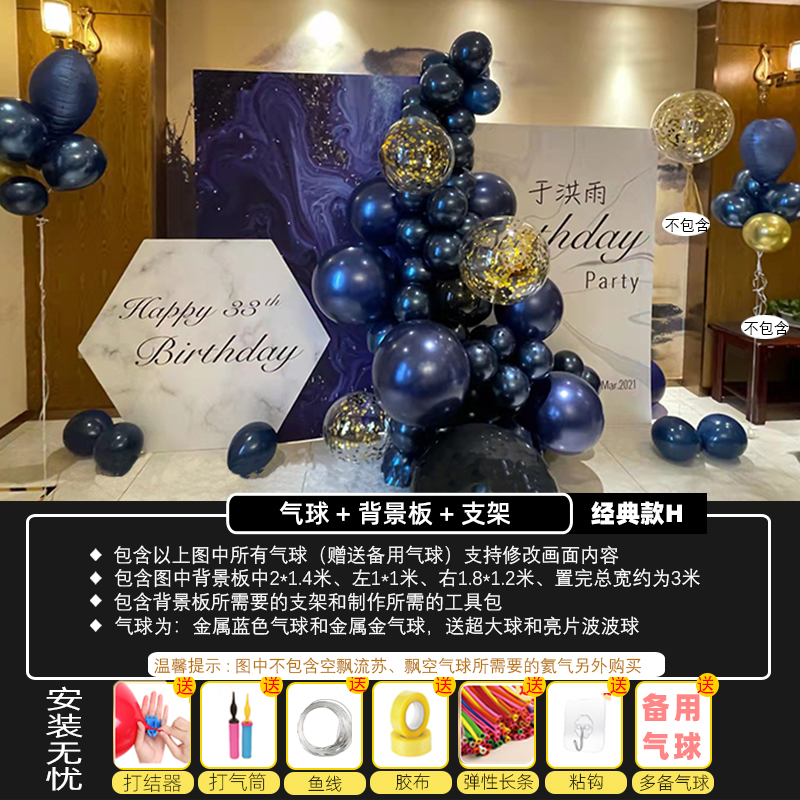 于洪雨
Birthday
Party
不包含
不包含
Happy 33th
Birthday
Mar.2021
气球+背景板+支架
经典款H
◆ 包含以上图中所有气球（赠送备用气球）支持修改画面内容
◆ 包含图中背景板中2*1.4米、左1*1米、右1.8*1.2米、置完总宽约为3米
◆ 包含背景板所需要的支架和制作所需的工具包
◆ 气球为：金属蓝色气球和金属金气球，送超大球和亮片波波球
温馨提示：图中不包含空飘流苏、飘空气球所需要的氦气另外购买
安装无忧
送
送
送
送
送
送
送
备用
气球
打结器
打气筒
鱼线
胶布
弹性长条
粘钩
多备气球